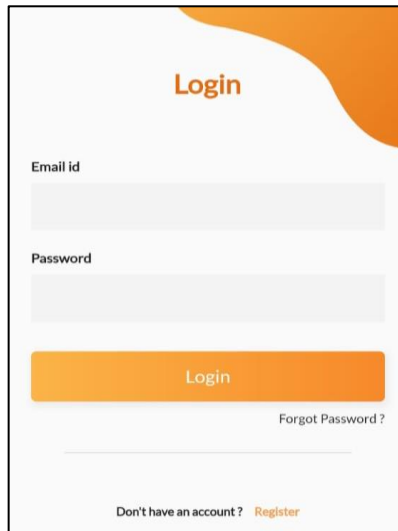 Login
Email id
Password
Login
Forgot Password ?
Don't have an account ? Register